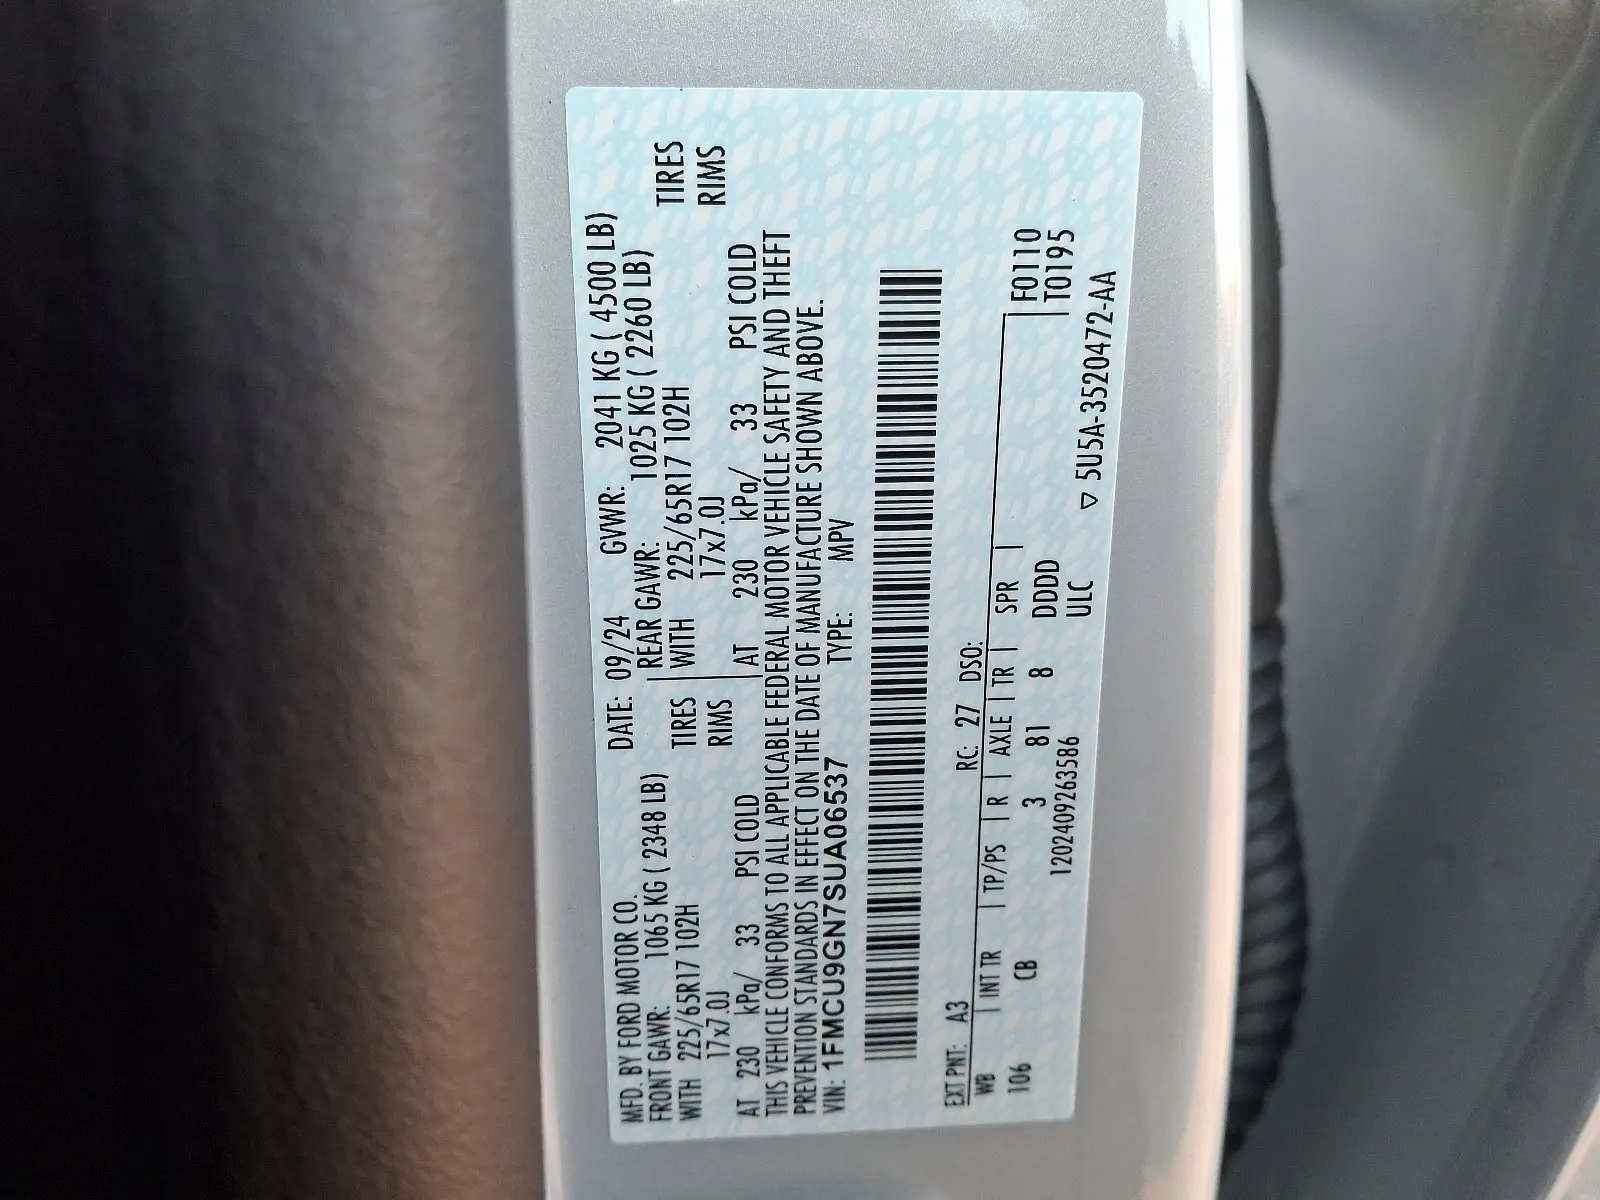 MFD. BY FORD MOTOR CO.
DATE: 09/24 GVWR: 2041 KG ( 4500 LB)
FRONT GAWR: 1065 KG ( 2348 LB) REAR GAWR: 1025 KG ( 2260 LB)
WITH 225/65R17 102H TIRES WITH 225/65R17 102H TIRES
17x7.0J RIMS 17x7.0J RIMS
AT 230 kPa/ 33 PSI COLD AT 230 kPa/ 33 PSI COLD
THIS VEHICLE CONFORMS TO ALL APPLICABLE FEDERAL MOTOR VEHICLE SAFETY AND THEFT
PREVENTION STANDARDS IN EFFECT ON THE DATE OF MANUFACTURE SHOWN ABOVE.
VIN: 1FMCU9GN7SUA06537 TYPE: MPV
EXT PNT: A3 RC: 27 DSO:
WB | INT TR | TP/PS | R | AXLE | TR | SPR | F0110
106 CB 3 81 8 DDDD T0195
1202409263586 ULC
▽ 5U5A-3520472-AA